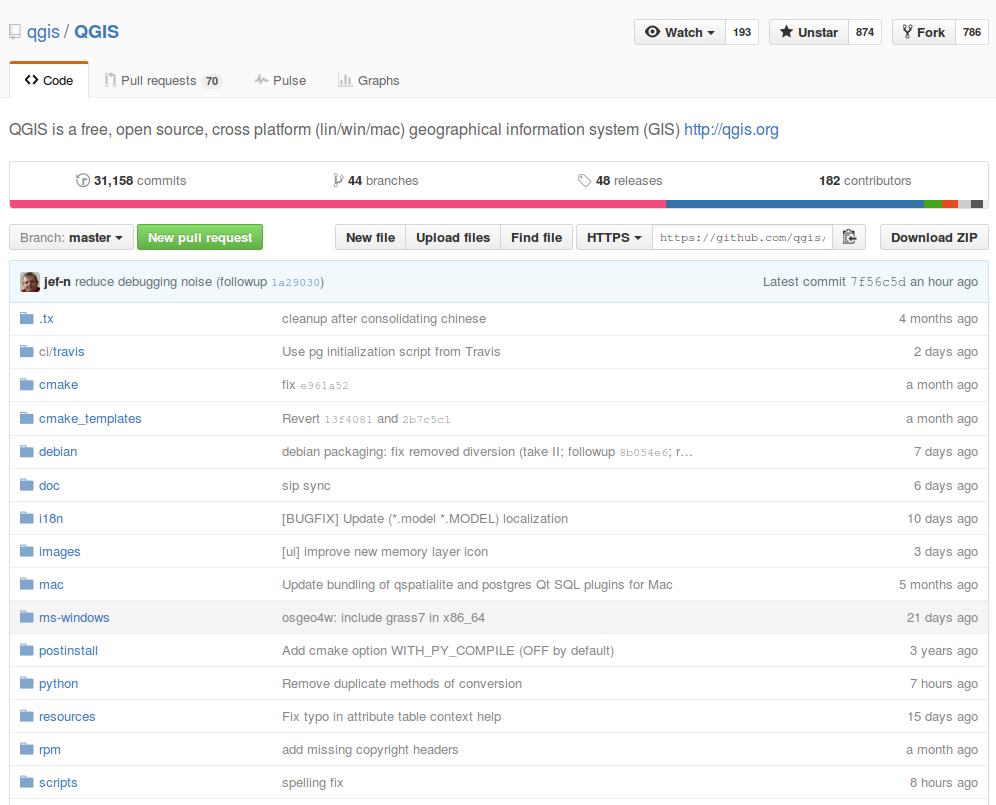 qgis / QGIS
Watch 193 Unstar 874 Fork 786
Code Pull requests 70 Pulse Graphs
QGIS is a free, open source, cross platform (lin/win/mac) geographical information system (GIS) http://qgis.org
31,158 commits 44 branches 48 releases 182 contributors
Branch: master New pull request New file Upload files Find file HTTPS https://github.com/qgis/ Download ZIP
jef-n reduce debugging noise (followup 1a29030) Latest commit 7f56c5d an hour ago
.tx cleanup after consolidating chinese 4 months ago
ci/travis Use pg initialization script from Travis 2 days ago
cmake fix e961a52 a month ago
cmake_templates Revert 13f4081 and 2b7c5c1 a month ago
debian debian packaging: fix removed diversion (take II; followup 8b054e6; r… 7 days ago
doc sip sync 6 days ago
i18n [BUGFIX] Update (*.model *.MODEL) localization 10 days ago
images [ui] improve new memory layer icon 3 days ago
mac Update bundling of qspatialite and postgres Qt SQL plugins for Mac 5 months ago
ms-windows osgeo4w: include grass7 in x86_64 21 days ago
postinstall Add cmake option WITH_PY_COMPILE (OFF by default) 3 years ago
python Remove duplicate methods of conversion 7 hours ago
resources Fix typo in attribute table context help 15 days ago
rpm add missing copyright headers a month ago
scripts spelling fix 8 hours ago